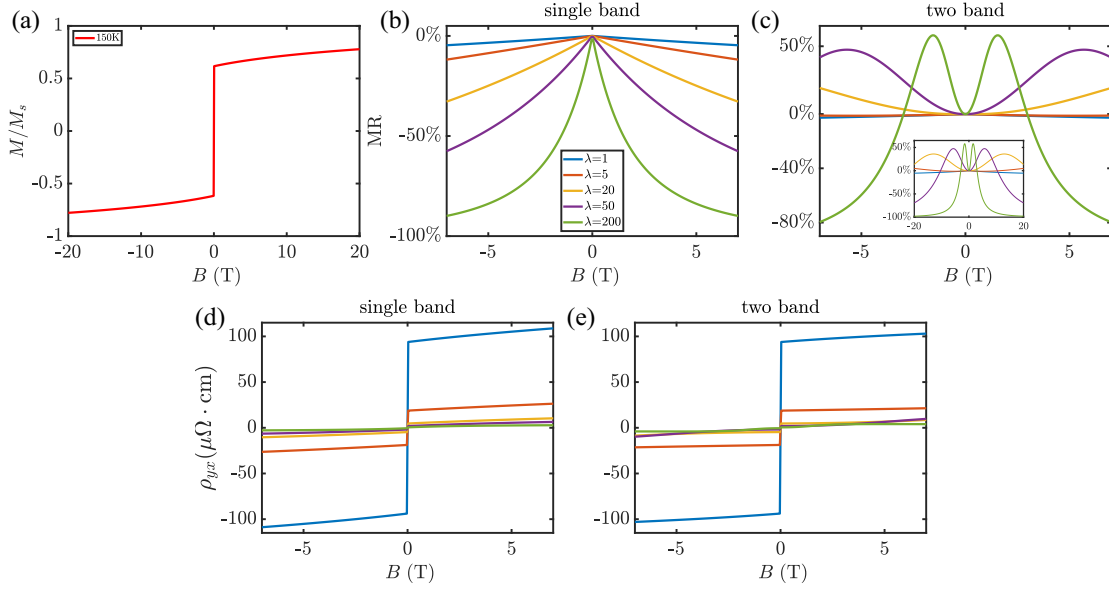 (a)
1
0.5
0
-0.5
-1
M/Mₛ
150K
-20
-10
0
10
20
B (T)
(b)
single band
0%
-50%
-100%
MR
λ=1
λ=5
λ=20
λ=50
λ=200
-5
0
5
B (T)
(c)
two band
50%
0%
-40%
-80%
50%
0%
-50%
-100%
-20
0
20
-5
0
5
B (T)
(d)
single band
100
50
0
-50
-100
ρyx(μΩ · cm)
-5
0
5
B (T)
(e)
two band
100
50
0
-50
-100
-5
0
5
B (T)